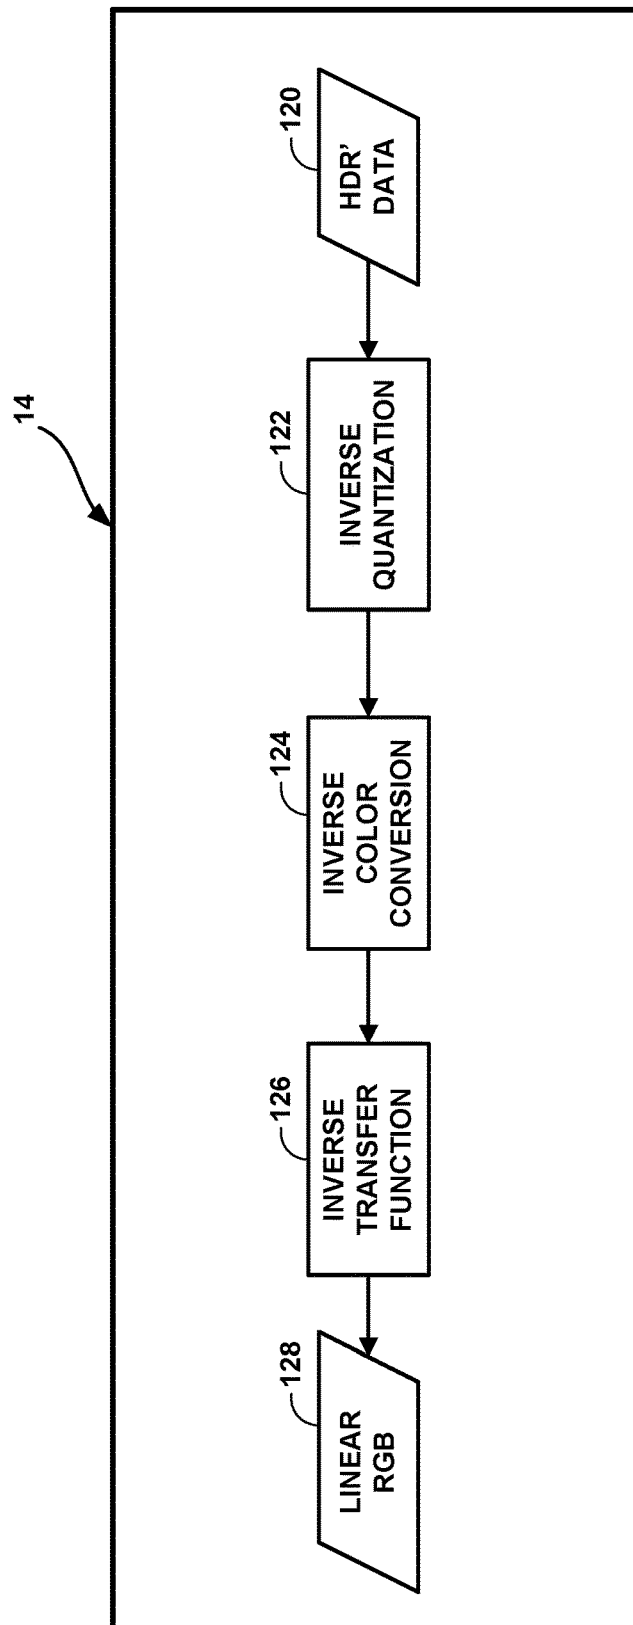 14
120
HDR'
DATA
122
INVERSE
QUANTIZATION
124
INVERSE
COLOR
CONVERSION
126
INVERSE
TRANSFER
FUNCTION
128
LINEAR
RGB